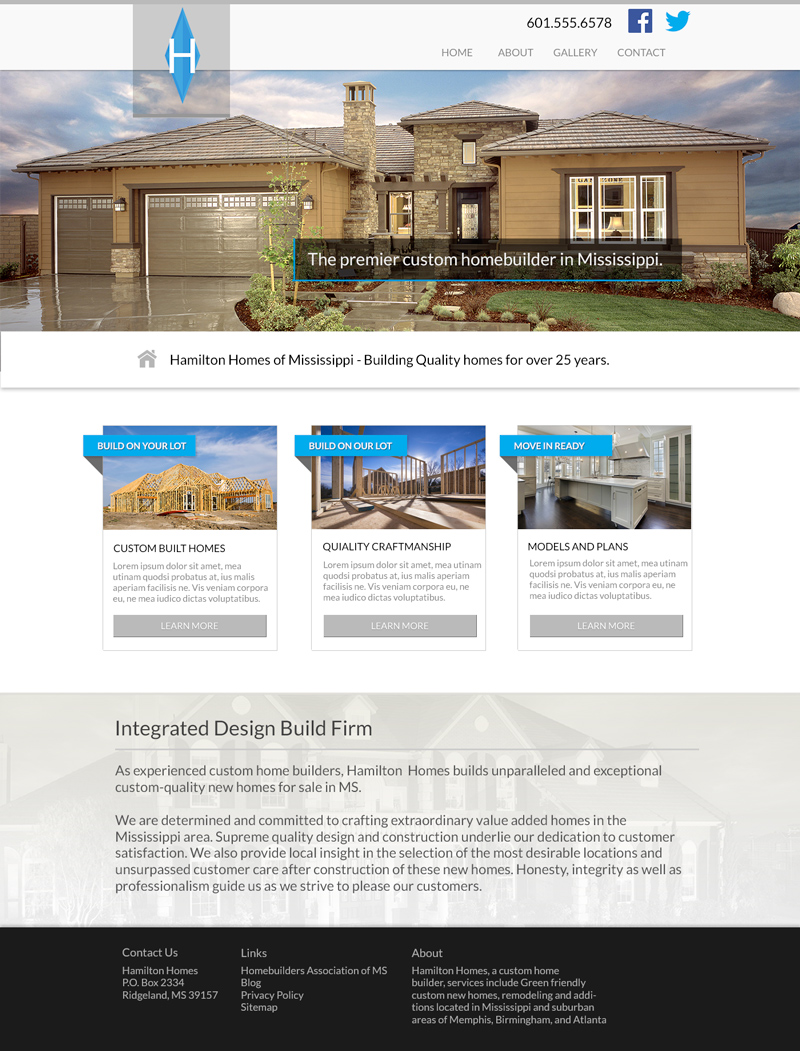 H
601.555.6578
HOME ABOUT GALLERY CONTACT
The premier custom homebuilder in Mississippi.
Hamilton Homes of Mississippi - Building Quality homes for over 25 years.
BUILD ON YOUR LOT
CUSTOM BUILT HOMES
Lorem ipsum dolor sit amet, mea
utinam quodsi probatus at, ius malis
aperiam facilisis ne. Vis veniam corpora
eu, ne mea iudico dictas voluptatibus.
LEARN MORE
BUILD ON OUR LOT
QUIALITY CRAFTMANSHIP
Lorem ipsum dolor sit amet, mea utinam
quodsi probatus at, ius malis aperiam
facilisis ne. Vis veniam corpora eu, ne
mea iudico dictas voluptatibus.
LEARN MORE
MOVE IN READY
MODELS AND PLANS
Lorem ipsum dolor sit amet, mea utinam
quodsi probatus at, ius malis aperiam
facilisis ne. Vis veniam corpora eu, ne
mea iudico dictas voluptatibus.
LEARN MORE
Integrated Design Build Firm
As experienced custom home builders, Hamilton Homes builds unparalleled and exceptional
custom-quality new homes for sale in MS.
We are determined and committed to crafting extraordinary value added homes in the
Mississippi area. Supreme quality design and construction underlie our dedication to customer
satisfaction. We also provide local insight in the selection of the most desirable locations and
unsurpassed customer care after construction of these new homes. Honesty, integrity as well as
professionalism guide us as we strive to please our customers.
Contact Us
Hamilton Homes
P.O. Box 2334
Ridgeland, MS 39157
Links
Homebuilders Association of MS
Blog
Privacy Policy
Sitemap
About
Hamilton Homes, a custom home
builder, services include Green friendly
custom new homes, remodeling and addi-
tions located in Mississippi and suburban
areas of Memphis, Birmingham, and Atlanta